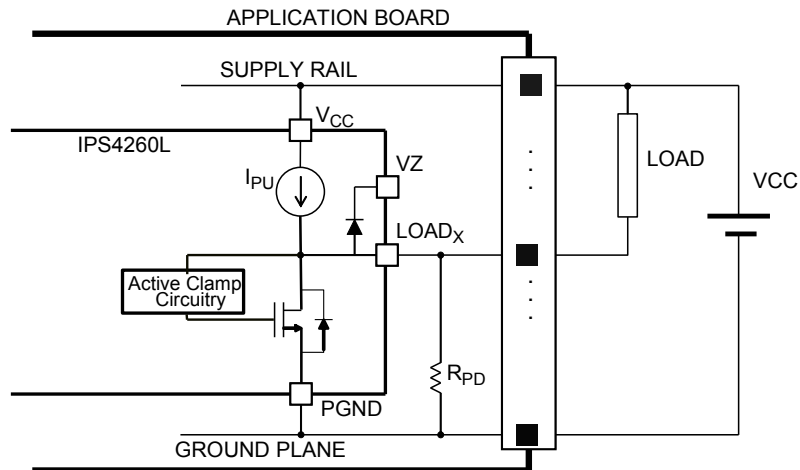 APPLICATION BOARD
SUPPLY RAIL
VCC
IPS4260L
VZ
IPU
LOAD
VCC
LOADX
Active Clamp
Circuitry
RPD
PGND
GROUND PLANE